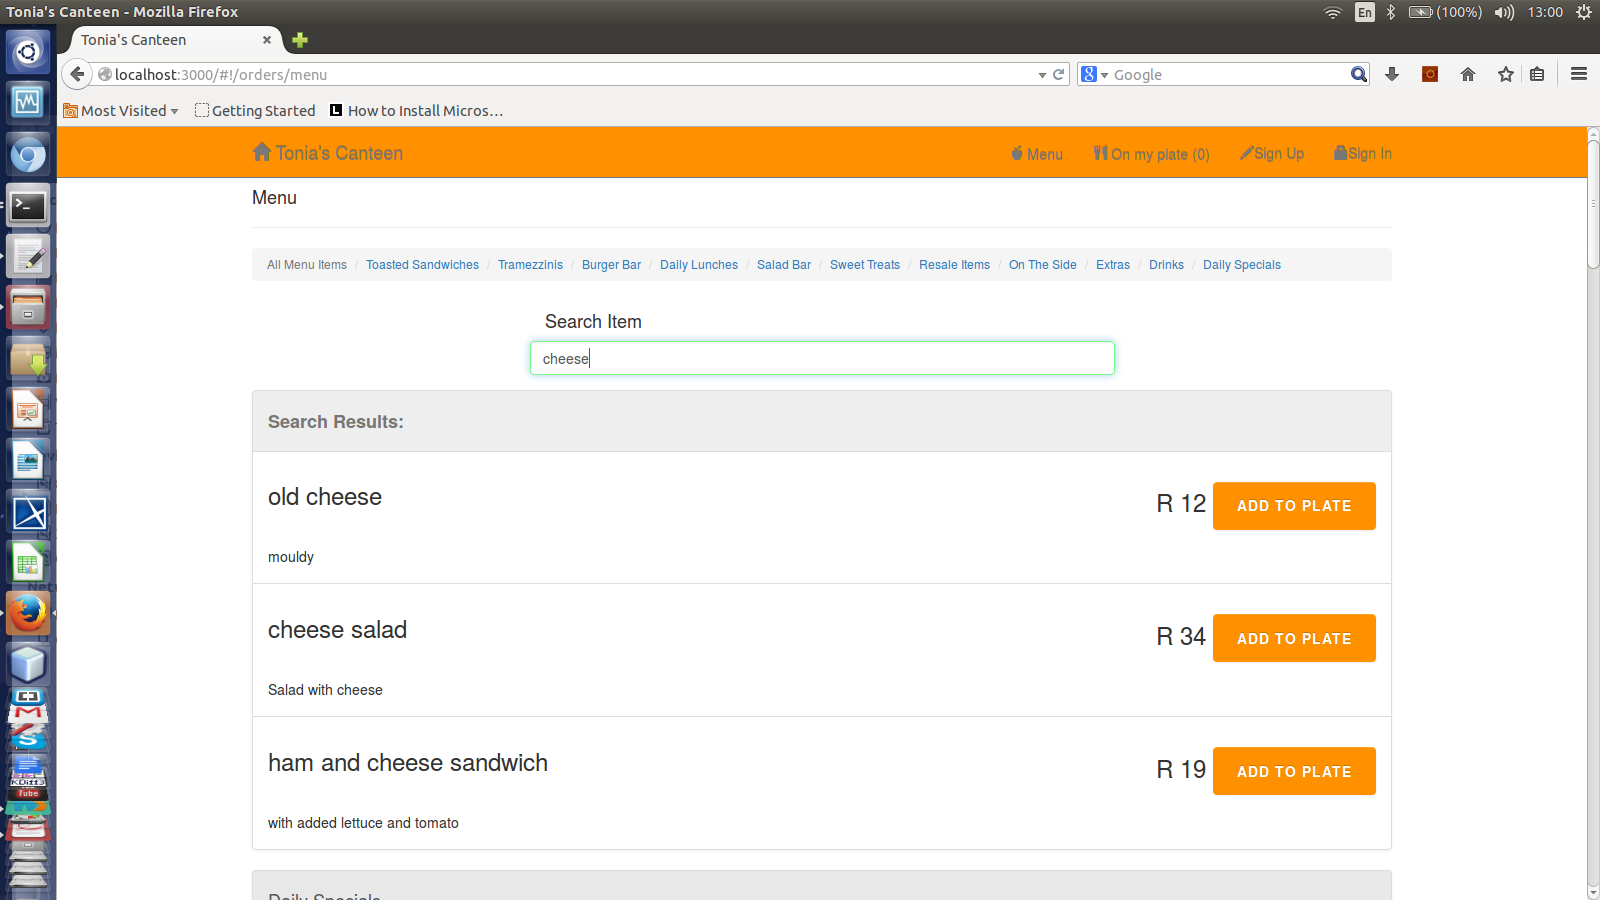 Tonia's Canteen - Mozilla Firefox
En
(100%)
13:00
Tonia's Canteen
localhost:3000/#!/orders/menu
Google
Most Visited
Getting Started
How to Install Micros...
Tonia's Canteen
Menu
On my plate (0)
Sign Up
Sign In
Menu
All Menu Items / Toasted Sandwiches / Tramezzinis / Burger Bar / Daily Lunches / Salad Bar / Sweet Treats / Resale Items / On The Side / Extras / Drinks / Daily Specials
Search Item
cheese
Search Results:
old cheese
R 12
ADD TO PLATE
mouldy
cheese salad
R 34
ADD TO PLATE
Salad with cheese
ham and cheese sandwich
R 19
ADD TO PLATE
with added lettuce and tomato
Daily Specials
KDiff3
Tube